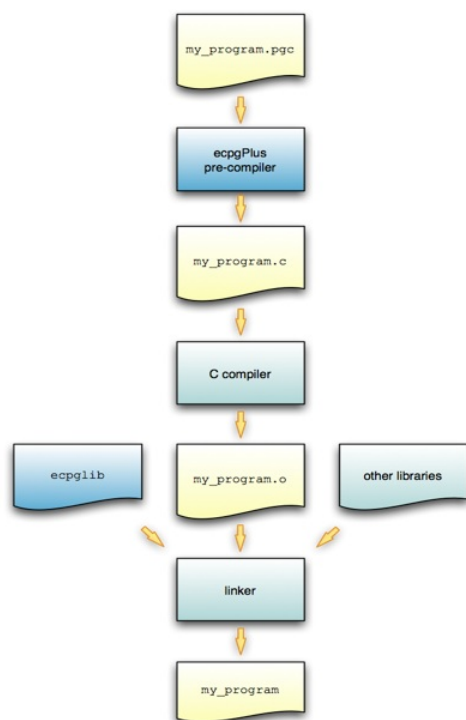 my_program.pgc
ecpgPlus
pre-compiler
my_program.c
C compiler
ecpglib
my_program.o
other libraries
linker
my_program